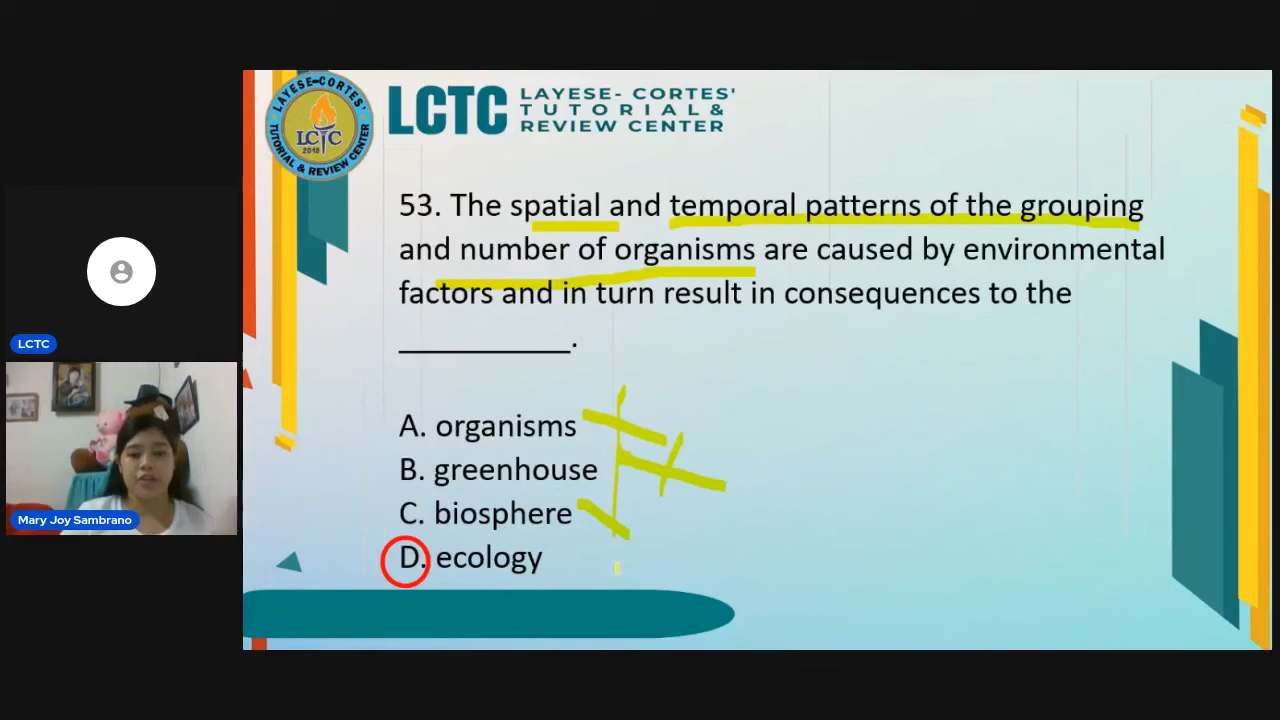 LAYESE-CORTES'
LCTC
2018
TUTORIAL & REVIEW CENTER
LCTC
LAYESE- CORTES'
TUTORIAL &
REVIEW CENTER
53. The spatial and temporal patterns of the grouping
and number of organisms are caused by environmental
factors and in turn result in consequences to the
___________.
A. organisms
B. greenhouse
C. biosphere
D. ecology
LCTC
Mary Joy Sambrano